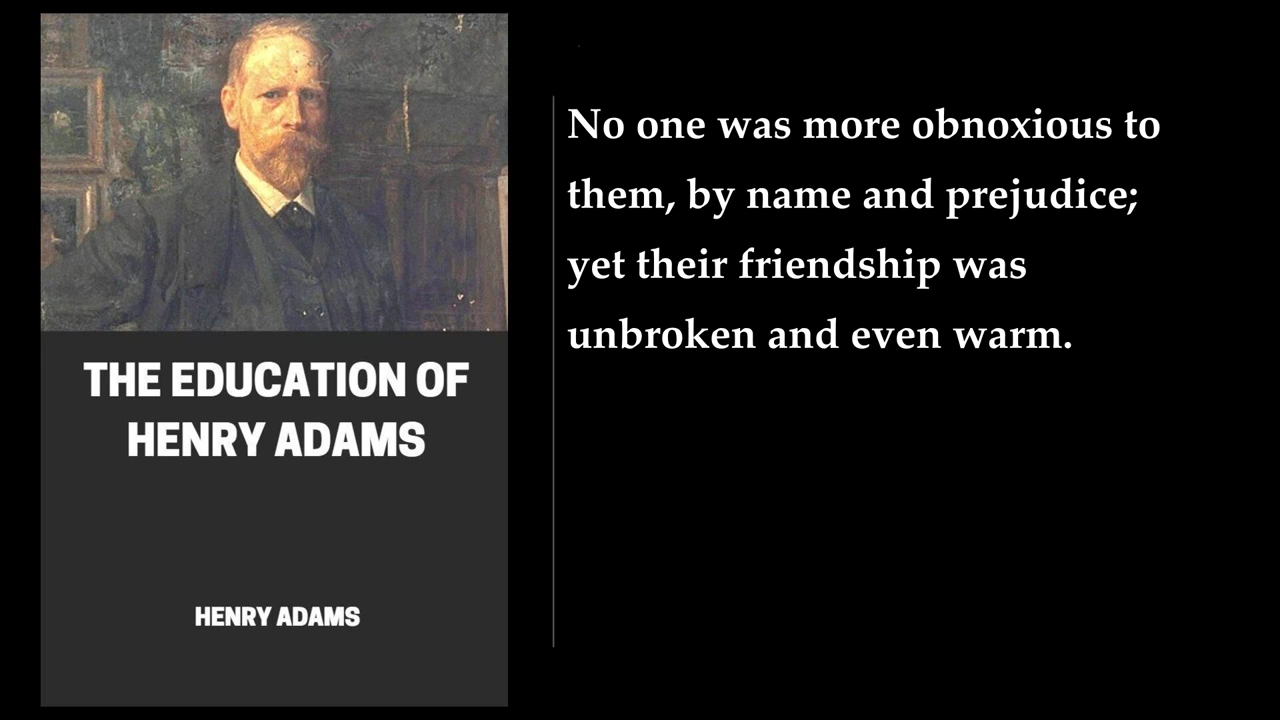 THE EDUCATION OF
HENRY ADAMS
HENRY ADAMS
No one was more obnoxious to
them, by name and prejudice;
yet their friendship was
unbroken and even warm.